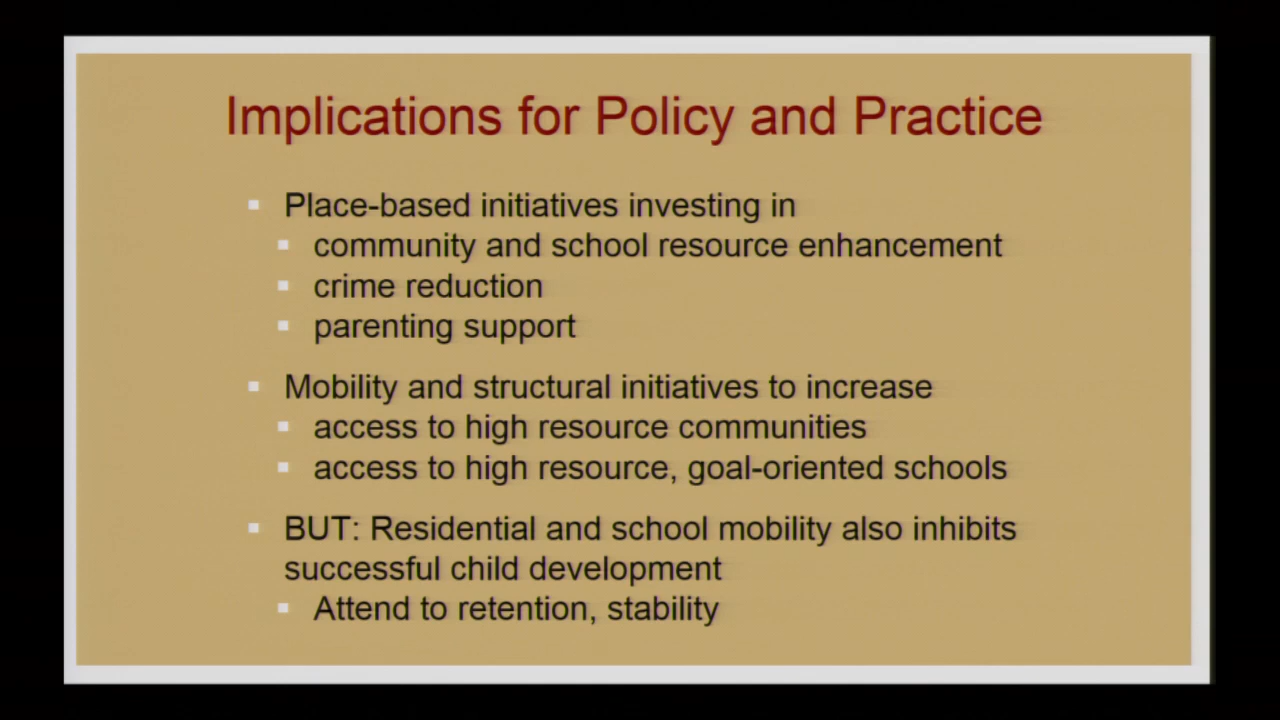 Implications for Policy and Practice
Place-based initiatives investing in
community and school resource enhancement
crime reduction
parenting support
Mobility and structural initiatives to increase
access to high resource communities
access to high resource, goal-oriented schools
BUT: Residential and school mobility also inhibits
successful child development
Attend to retention, stability